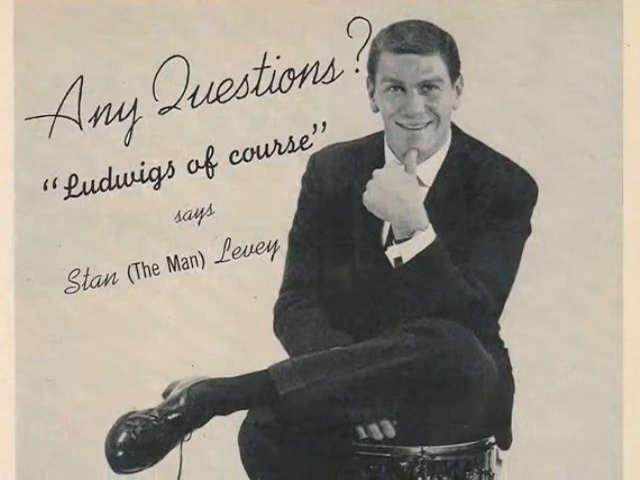 Any Questions?
"Ludwigs of course"
says
Stan (The Man) Levey